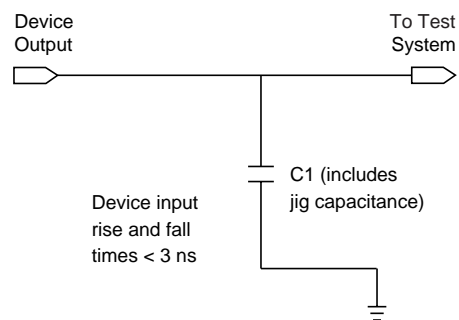 Device
Output
To Test
System
C1 (includes
jig capacitance)
Device input
rise and fall
times < 3 ns